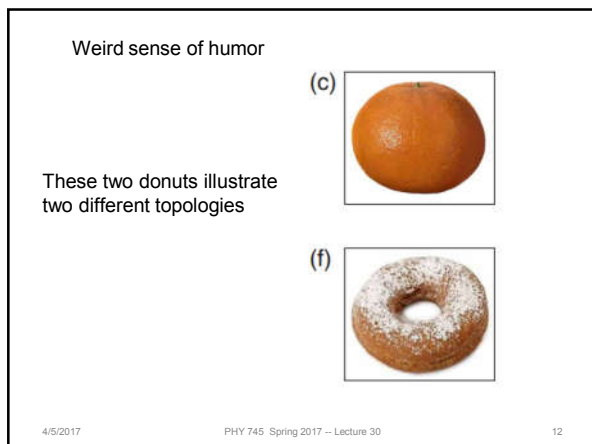 Weird sense of humor
(c)
These two donuts illustrate
two different topologies
(f)
4/5/2017 PHY 745 Spring 2017 -- Lecture 30 12